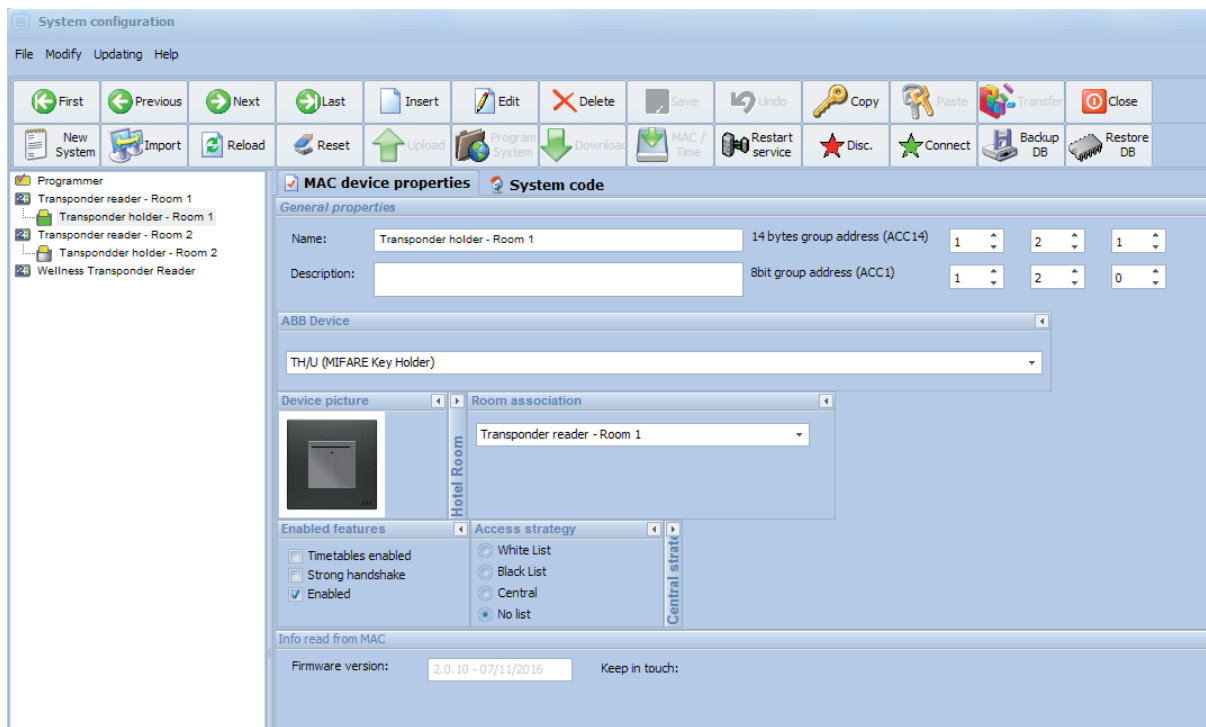 System configuration
File Modify Updating Help
First Previous Next Last Insert Edit Delete Save Undo Copy Paste Transfer Close
New System Import Reload Reset Upload Program System Download MAC / Time Restart service Disc. Connect Backup DB Restore DB
Programmer
Transponder reader - Room 1
Transponder holder - Room 1
Transponder reader - Room 2
Tansponddder holder - Room 2
Wellness Transponder Reader
MAC device properties System code
General properties
Name: Transponder holder - Room 1 14 bytes group address (ACC14) 1 2 1
Description: 8bit group address (ACC1) 1 2 0
ABB Device
TH/U (MIFARE Key Holder)
Device picture
Hotel Room
Room association
Transponder reader - Room 1
Enabled features
Timetables enabled
Strong handshake
Enabled
Access strategy
White List
Black List
Central
No list
Central strate
Info read from MAC
Firmware version: 2.0.10 - 07/11/2016 Keep in touch: